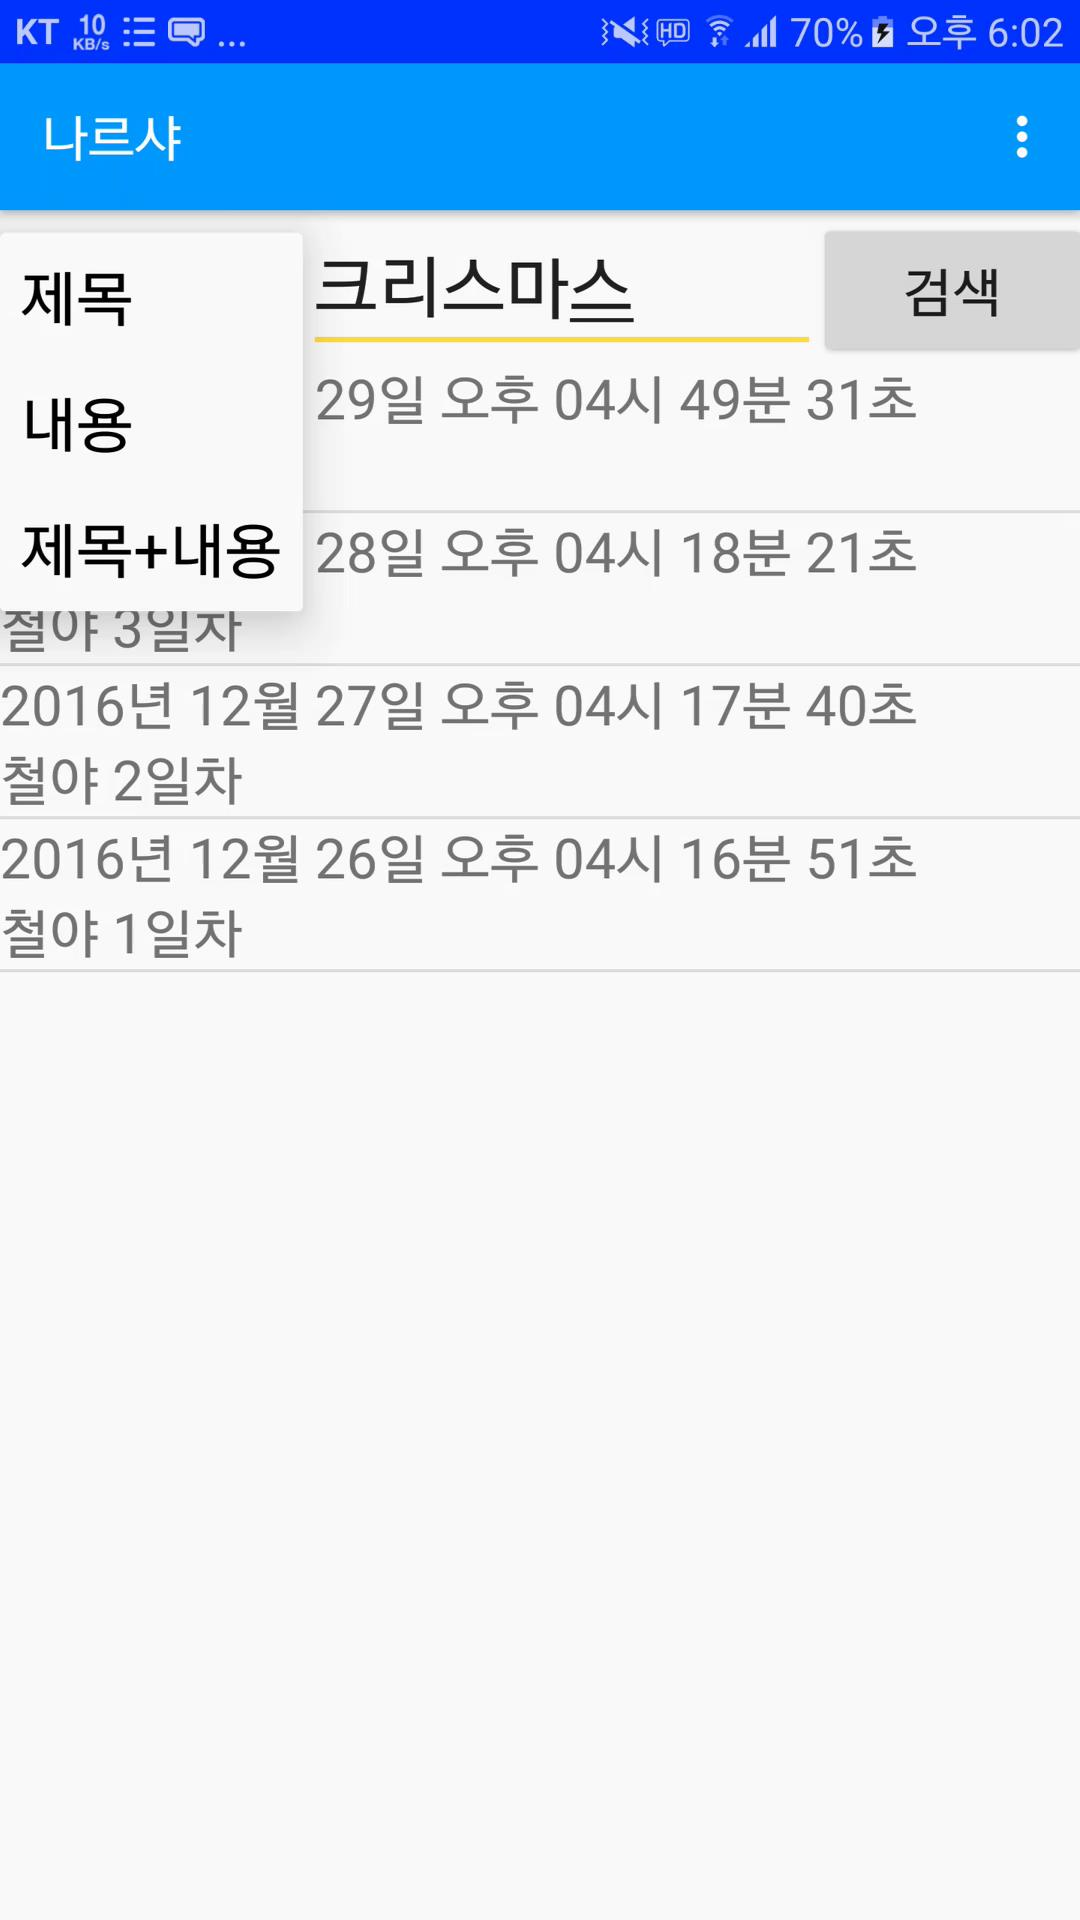 KT 10 KB/s ... HD 70% 오후 6:02
나르샤
제목 크리스마스 검색
내용 29일 오후 04시 49분 31초
제목+내용 28일 오후 04시 18분 21초
철야 3일차
2016년 12월 27일 오후 04시 17분 40초
철야 2일차
2016년 12월 26일 오후 04시 16분 51초
철야 1일차